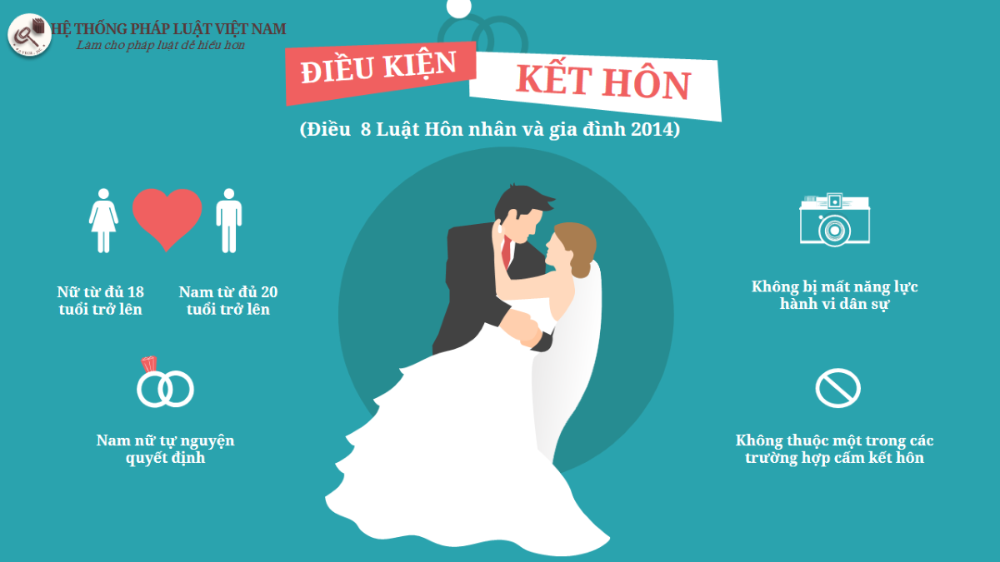 HỆ THỐNG PHÁP LUẬT VIỆT NAM
Làm cho pháp luật dễ hiểu hơn
ĐIỀU KIỆN
KẾT HÔN
(Điều 8 Luật Hôn nhân và gia đình 2014)
Nữ từ đủ 18
tuổi trở lên
Nam từ đủ 20
tuổi trở lên
Không bị mất năng lực
hành vi dân sự
Nam nữ tự nguyện
quyết định
Không thuộc một trong các
trường hợp cấm kết hôn